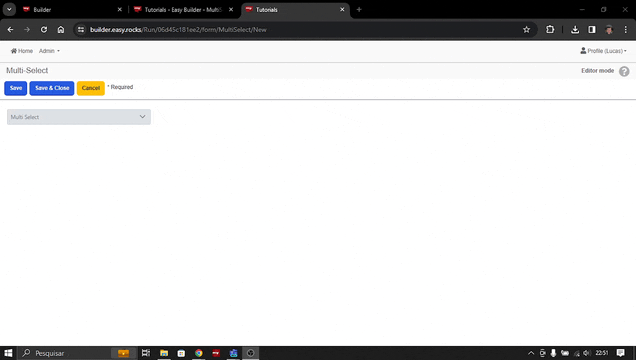 Builder
Tutorials - Easy Builder - Multi
Tutorials
builder.easy.rocks/Run/06d45c181ee2/form/MultiSelect/New
Home Admin Profile (Lucas)
Multi-Select Editor mode
Save Save & Close Cancel * Required
Multi Select
Pesquisar 22:51